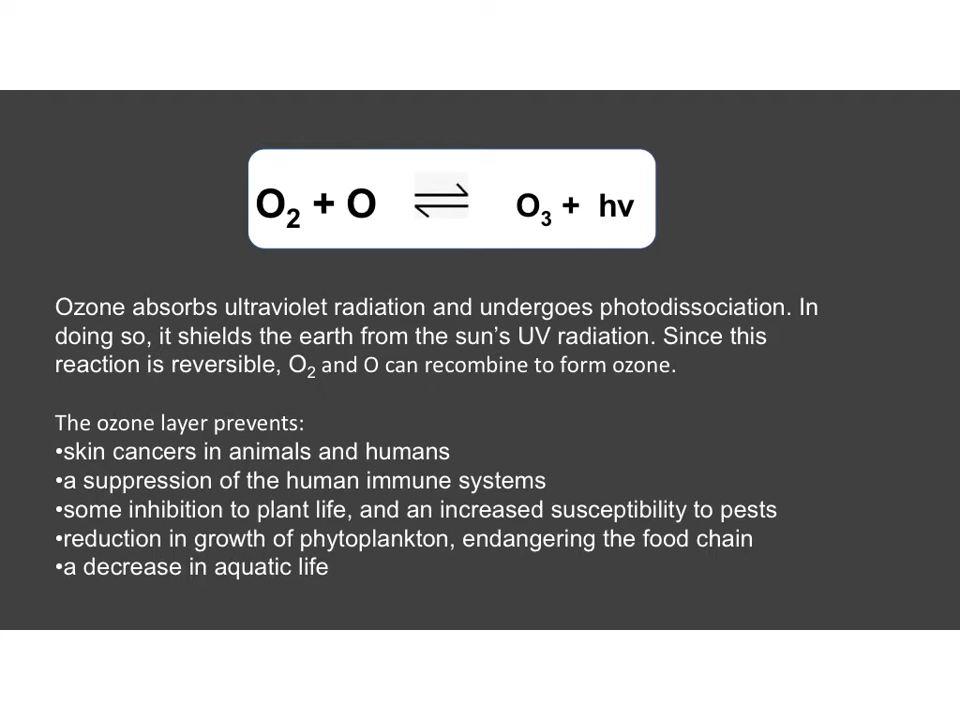 O₂ + O ⇌ O₃ + hv
Ozone absorbs ultraviolet radiation and undergoes photodissociation. In
doing so, it shields the earth from the sun’s UV radiation. Since this
reaction is reversible, O₂ and O can recombine to form ozone.
The ozone layer prevents:
•skin cancers in animals and humans
•a suppression of the human immune systems
•some inhibition to plant life, and an increased susceptibility to pests
•reduction in growth of phytoplankton, endangering the food chain
•a decrease in aquatic life